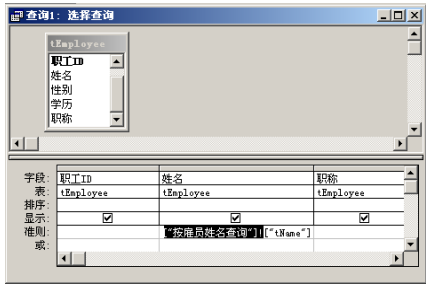 查询1: 选择查询
tEmployee
职工ID
姓名
性别
学历
职称
字段: 职工ID 姓名 职称
表: tEmployee tEmployee tEmployee
排序:
显示:
准则: ["按雇员姓名查询"]![“tName"]
或: